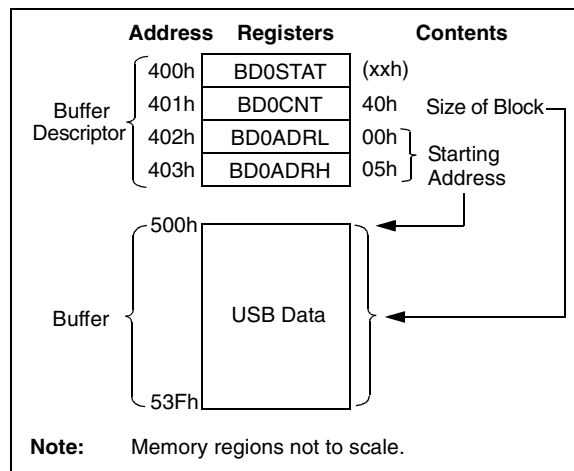 Address Registers Contents
400h BD0STAT (xxh)
401h BD0CNT 40h Size of Block
Buffer
Descriptor
402h BD0ADRL 00h
403h BD0ADRH 05h
Starting
Address
500h
Buffer USB Data
53Fh
Note: Memory regions not to scale.